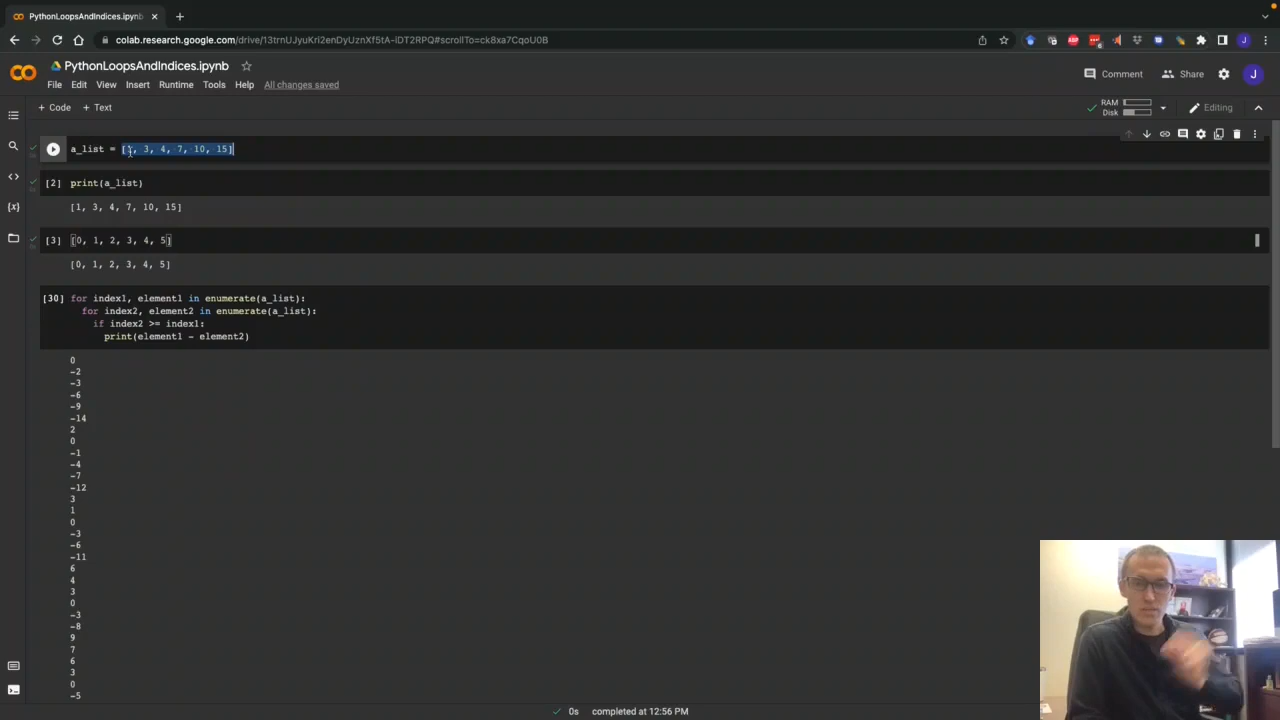 PythonLoopsAndIndices.ipynb
colab.research.google.com/drive/13trnUJyuKri2enDyUznXf5tA-iDT2RPQ#scrollTo=ck8xa7CqoU0B
PythonLoopsAndIndices.ipynb
Comment
Share
J
File Edit View Insert Runtime Tools Help All changes saved
+ Code + Text
RAM
Disk
Editing
a_list = [1, 3, 4, 7, 10, 15]
[2] print(a_list)
[1, 3, 4, 7, 10, 15]
[3] [0, 1, 2, 3, 4, 5]
[0, 1, 2, 3, 4, 5]
[30] for index1, element1 in enumerate(a_list):
for index2, element2 in enumerate(a_list):
if index2 >= index1:
print(element1 - element2)
0
-2
-3
-6
-9
-14
2
0
-1
-4
-7
-12
3
1
0
-3
-6
-11
6
4
3
0
-3
-8
9
7
6
3
0
-5
0s completed at 12:56 PM